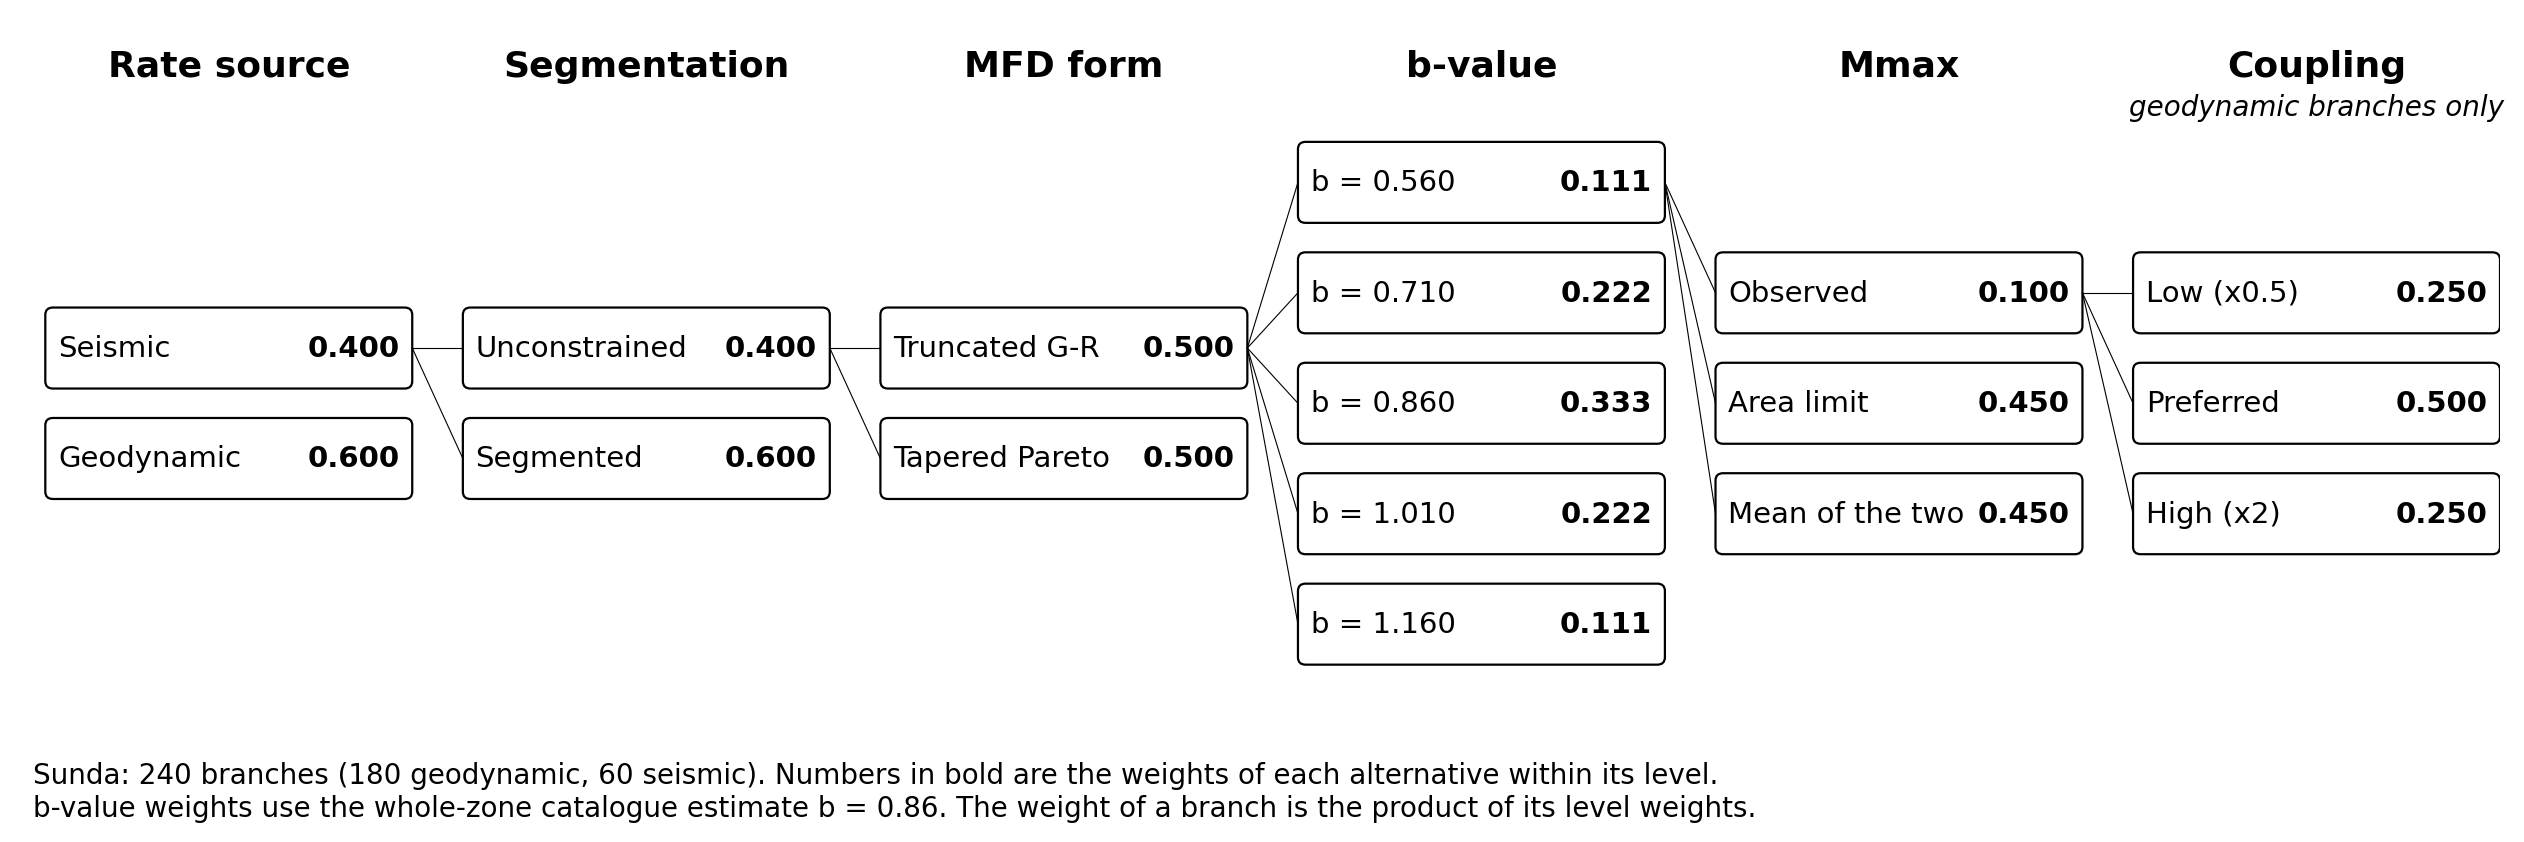 Rate source
Segmentation
MFD form
b-value
Mmax
Coupling
geodynamic branches only
Seismic 0.400
Geodynamic 0.600
Unconstrained 0.400
Segmented 0.600
Truncated G-R 0.500
Tapered Pareto 0.500
b = 0.560 0.111
b = 0.710 0.222
b = 0.860 0.333
b = 1.010 0.222
b = 1.160 0.111
Observed 0.100
Area limit 0.450
Mean of the two 0.450
Low (x0.5) 0.250
Preferred 0.500
High (x2) 0.250
Sunda: 240 branches (180 geodynamic, 60 seismic). Numbers in bold are the weights of each alternative within its level.
b-value weights use the whole-zone catalogue estimate b = 0.86. The weight of a branch is the product of its level weights.